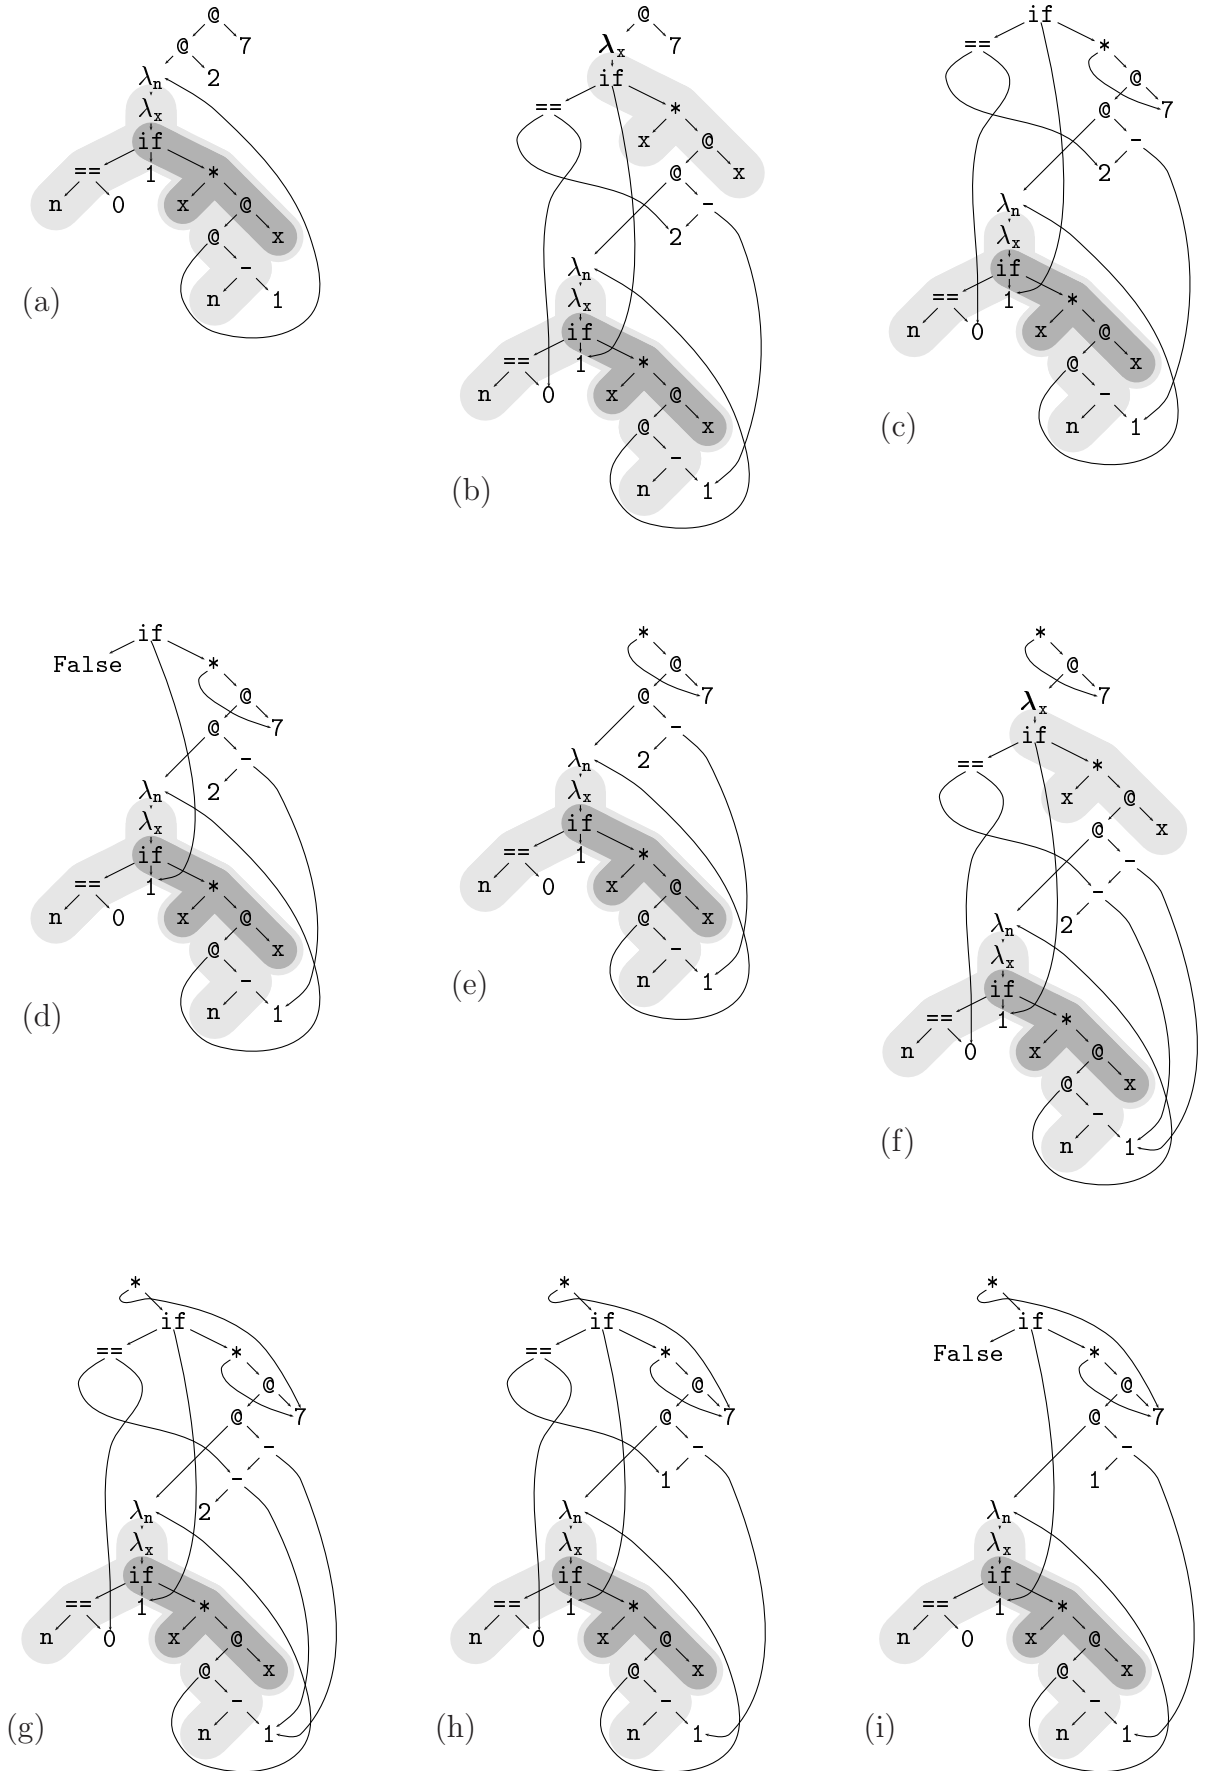 @
@ 7
λn 2
λx
if
== 1 *
n 0 x @
@ x
-
n 1
(a)
@
λx 7
if
== *
x @
@ x
-
2
λn
λx
if
== 1 *
n 0 x @
@ x
-
n 1
(b)
if
== *
@
@ 7
-
2
λn
λx
if
== 1 *
n 0 x @
@ x
-
n 1
(c)
if
False *
@
@ 7
-
λn 2
λx
if
== 1 *
n 0 x @
@ x
-
n 1
(d)
*
@
@ 7
-
λn 2
λx
if
== 1 *
n 0 x @
@ x
-
n 1
(e)
*
@
λx 7
if
== *
x @
@ x
-
-
λn 2
λx
if
== 1 *
n 0 x @
@ x
-
n 1
(f)
*
if
== *
@
@ 7
-
-
λn 2
λx
if
== 1 *
n 0 x @
@ x
-
n 1
(g)
*
if
== *
@
@ 7
-
1
λn
λx
if
== 1 *
n 0 x @
@ x
-
n 1
(h)
*
if
False *
@
@ 7
-
1
λn
λx
if
== 1 *
n 0 x @
@ x
-
n 1
(i)